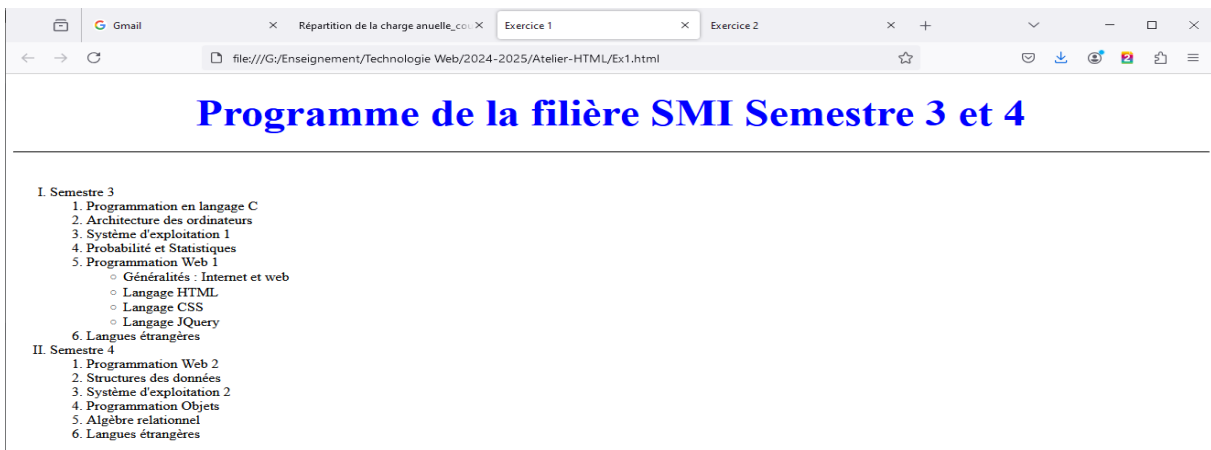 Gmail
Répartition de la charge anuelle_cou
Exercice 1
Exercice 2
file:///G:/Enseignement/Technologie Web/2024-2025/Atelier-HTML/Ex1.html
Programme de la filière SMI Semestre 3 et 4
I. Semestre 3
1. Programmation en langage C
2. Architecture des ordinateurs
3. Système d'exploitation 1
4. Probabilité et Statistiques
5. Programmation Web 1
○ Généralités : Internet et web
○ Langage HTML
○ Langage CSS
○ Langage JQuery
6. Langues étrangères
II. Semestre 4
1. Programmation Web 2
2. Structures des données
3. Système d'exploitation 2
4. Programmation Objets
5. Algèbre relationnel
6. Langues étrangères